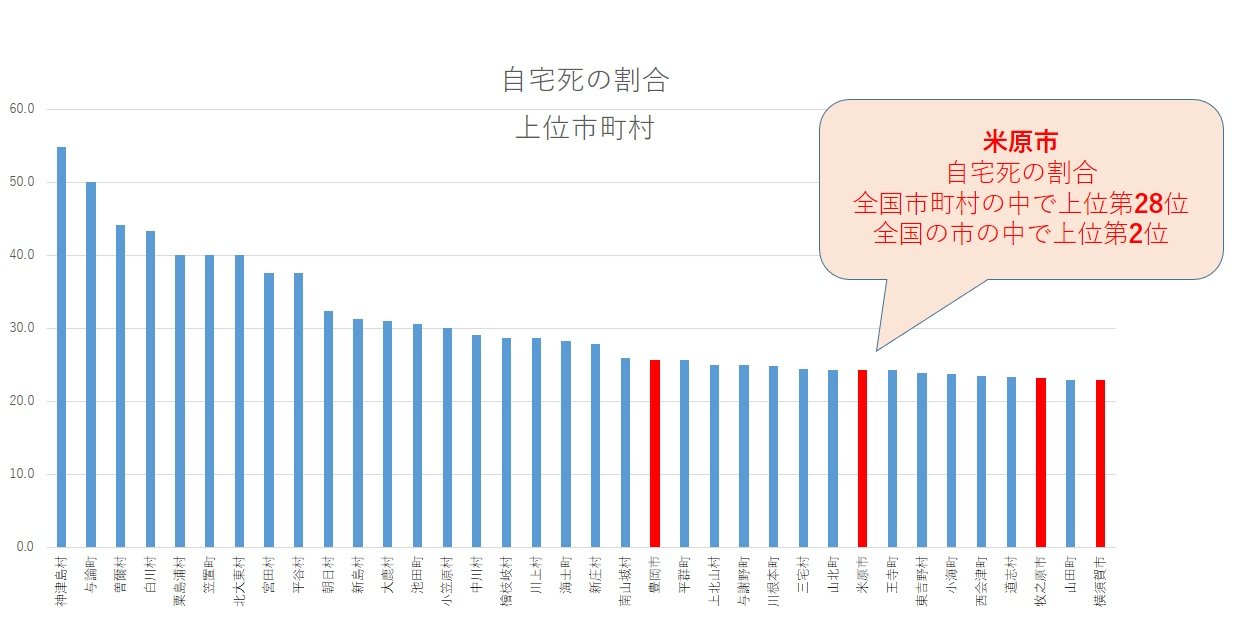 自宅死の割合
上位市町村
60.0
50.0
40.0
30.0
20.0
10.0
0.0
米原市
自宅死の割合
全国市町村の中で上位第28位
全国の市の中で上位第2位
神津島村
与論町
曽爾村
白川村
粟島浦村
笠置町
北大東村
宮田村
平谷村
朝日村
新島村
大鹿村
池田町
小笠原村
中川村
檜枝岐村
川上村
海士町
新庄村
南山城村
豊岡市
平群町
上北山村
与謝野町
川根本町
三宅村
山北町
米原市
王寺町
東吉野村
小海町
西会津町
道志村
牧之原市
山田町
横須賀市